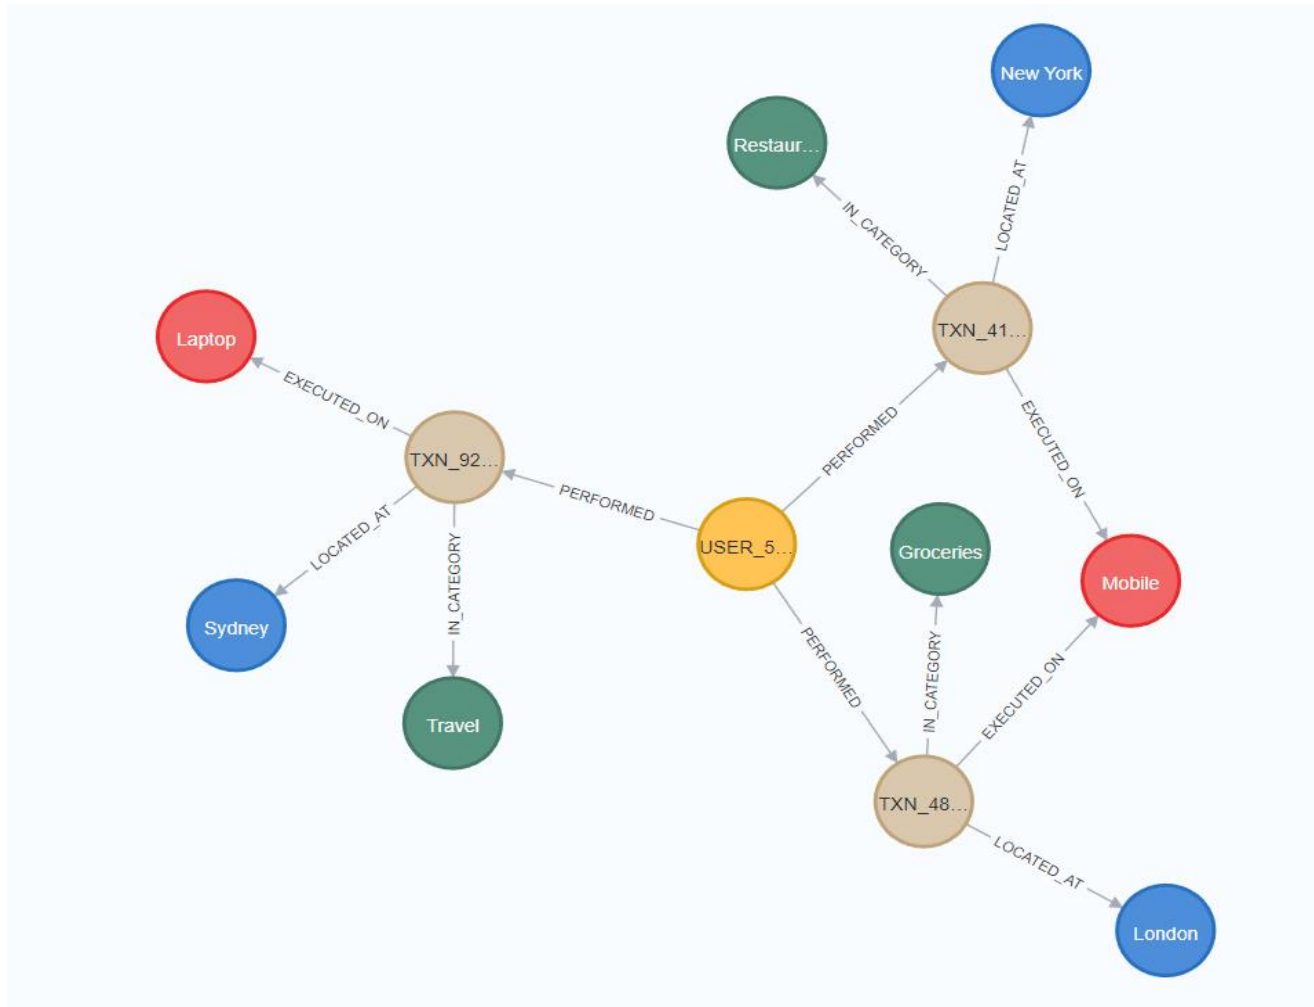 New York
Restaur...
LOCATED_AT
IN_CATEGORY
TXN_41...
Laptop
EXECUTED_ON
EXECUTED_ON
PERFORMED
TXN_92...
PERFORMED
LOCATED_AT
IN_CATEGORY
USER_5...
Groceries
Mobile
Sydney
PERFORMED
IN_CATEGORY
EXECUTED_ON
Travel
TXN_48...
LOCATED_AT
London